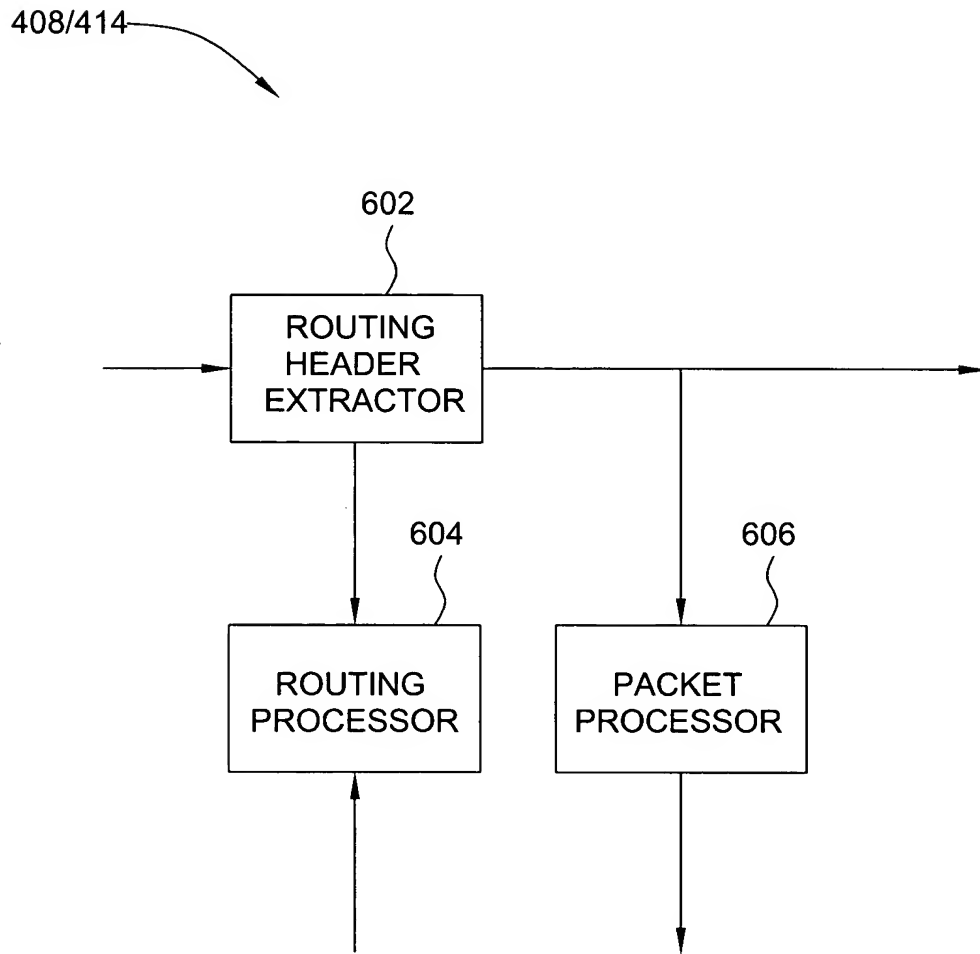 408/414
602
ROUTING
HEADER
EXTRACTOR
604
606
ROUTING
PROCESSOR
PACKET
PROCESSOR